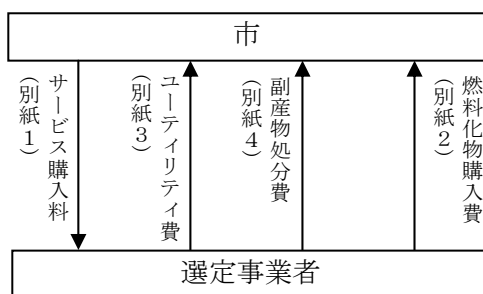 市
サービス購入料
(別紙1)
ユーティリティ費
(別紙3)
副産物処分費
(別紙4)
燃料化物購入費
(別紙2)
選定事業者